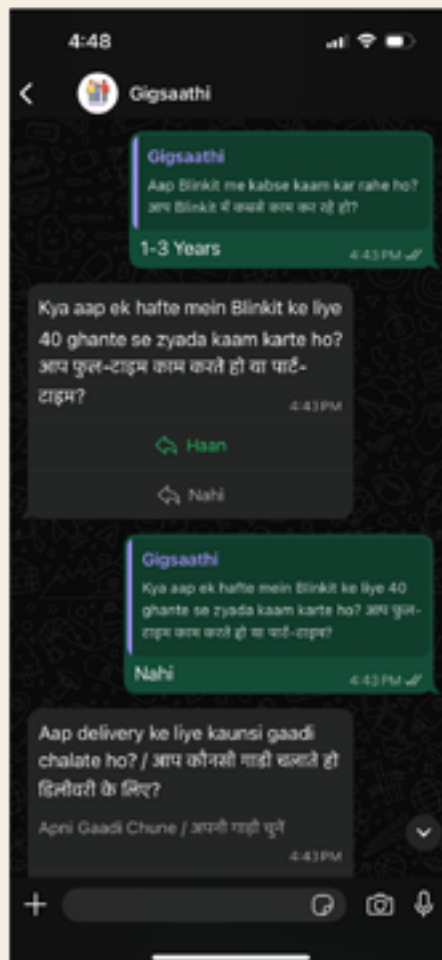 4:48
Gigsaathi
Gigsaathi
Aap Blinkit me kabse kaam kar rahe ho?
आप Blinkit में कबसे काम कर रहे हो?
1-3 Years
4:43 PM
Kya aap ek hafte mein Blinkit ke liye
40 ghante se zyada kaam karte ho?
आप फुल-टाइम काम करते हो या पार्ट-
टाइम?
4:43 PM
Haan
Nahi
Gigsaathi
Kya aap ek hafte mein Blinkit ke liye 40
ghante se zyada kaam karte ho? आप फुल-
टाइम काम करते हो या पार्ट-टाइम?
Nahi
4:43 PM
Aap delivery ke liye kaunsi gaadi
chalate ho? / आप कौनसी गाड़ी चलाते हो
डिलीवरी के लिए?
Apni Gaadi Chune / अपनी गाड़ी चुनें
4:43 PM